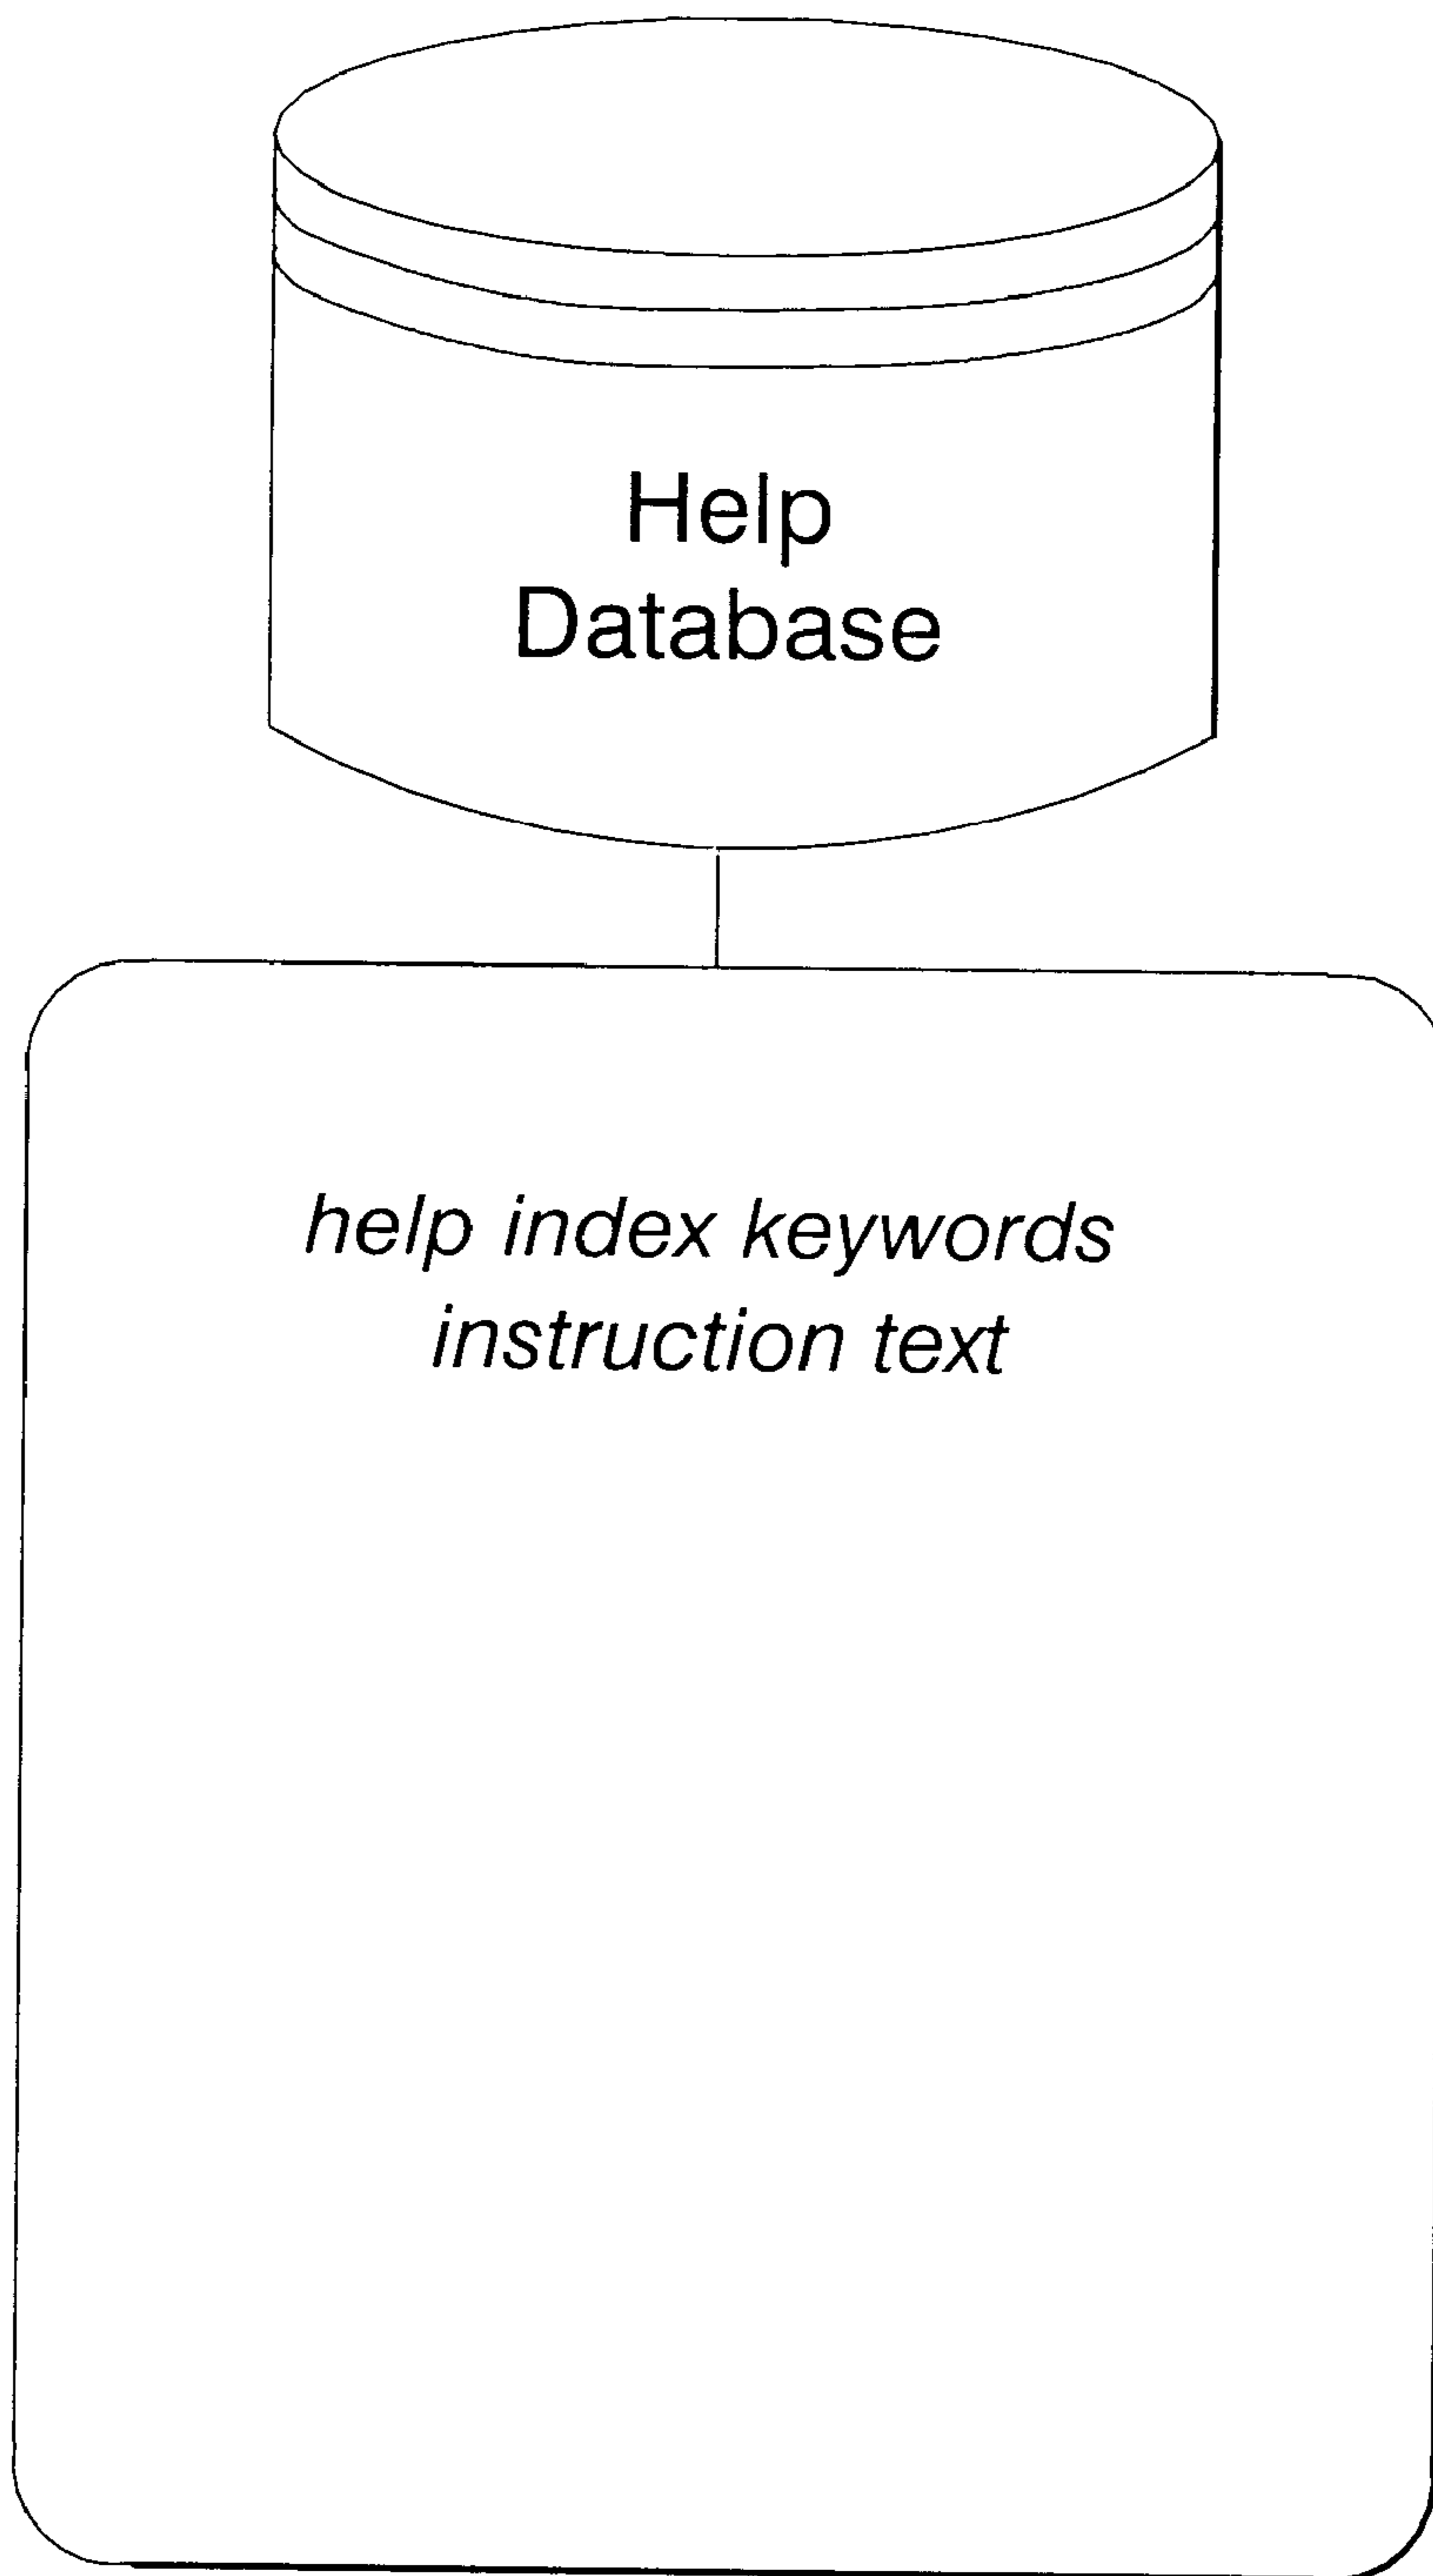 Help
Database
help index keywords
instruction text